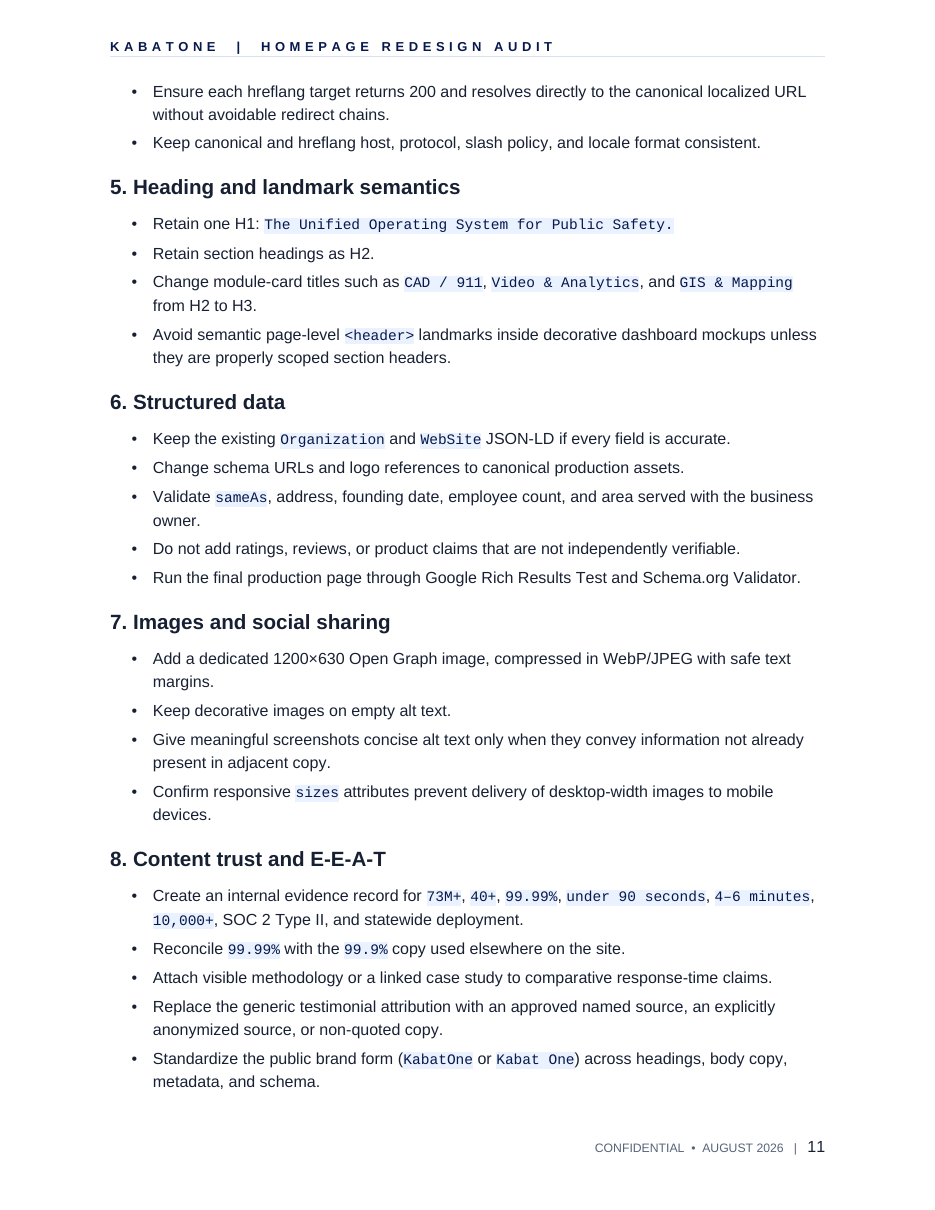 KABATONE | HOMEPAGE REDESIGN AUDIT
• Ensure each hreflang target returns 200 and resolves directly to the canonical localized URL
without avoidable redirect chains.
• Keep canonical and hreflang host, protocol, slash policy, and locale format consistent.
5. Heading and landmark semantics
• Retain one H1: The Unified Operating System for Public Safety.
• Retain section headings as H2.
• Change module-card titles such as CAD / 911, Video & Analytics, and GIS & Mapping
from H2 to H3.
• Avoid semantic page-level <header> landmarks inside decorative dashboard mockups unless
they are properly scoped section headers.
6. Structured data
• Keep the existing Organization and WebSite JSON-LD if every field is accurate.
• Change schema URLs and logo references to canonical production assets.
• Validate sameAs, address, founding date, employee count, and area served with the business
owner.
• Do not add ratings, reviews, or product claims that are not independently verifiable.
• Run the final production page through Google Rich Results Test and Schema.org Validator.
7. Images and social sharing
• Add a dedicated 1200×630 Open Graph image, compressed in WebP/JPEG with safe text
margins.
• Keep decorative images on empty alt text.
• Give meaningful screenshots concise alt text only when they convey information not already
present in adjacent copy.
• Confirm responsive sizes attributes prevent delivery of desktop-width images to mobile
devices.
8. Content trust and E-E-A-T
• Create an internal evidence record for 73M+, 40+, 99.99%, under 90 seconds, 4–6 minutes,
10,000+, SOC 2 Type II, and statewide deployment.
• Reconcile 99.99% with the 99.9% copy used elsewhere on the site.
• Attach visible methodology or a linked case study to comparative response-time claims.
• Replace the generic testimonial attribution with an approved named source, an explicitly
anonymized source, or non-quoted copy.
• Standardize the public brand form (KabatOne or Kabat One) across headings, body copy,
metadata, and schema.
CONFIDENTIAL • AUGUST 2026 | 11